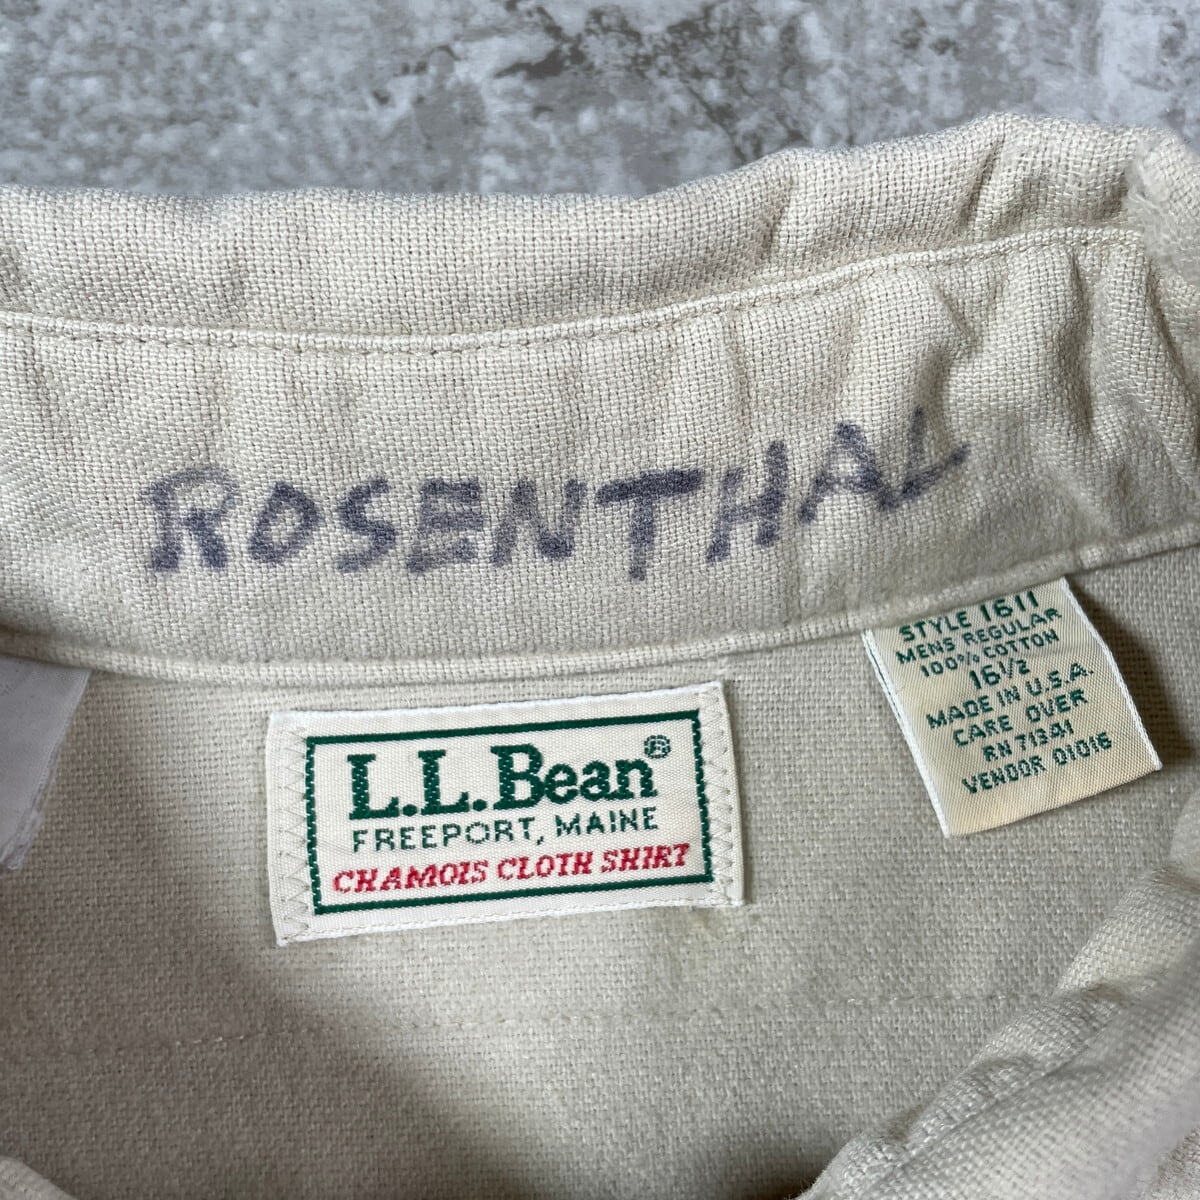 ROSENTHAL
STYLE 1611
MENS REGULAR
100% COTTON
16 1/2
MADE IN U.S.A.
CARE OVER
RN 71341
VENDOR 01016
L.L.Bean®
FREEPORT, MAINE
CHAMOIS CLOTH SHIRT